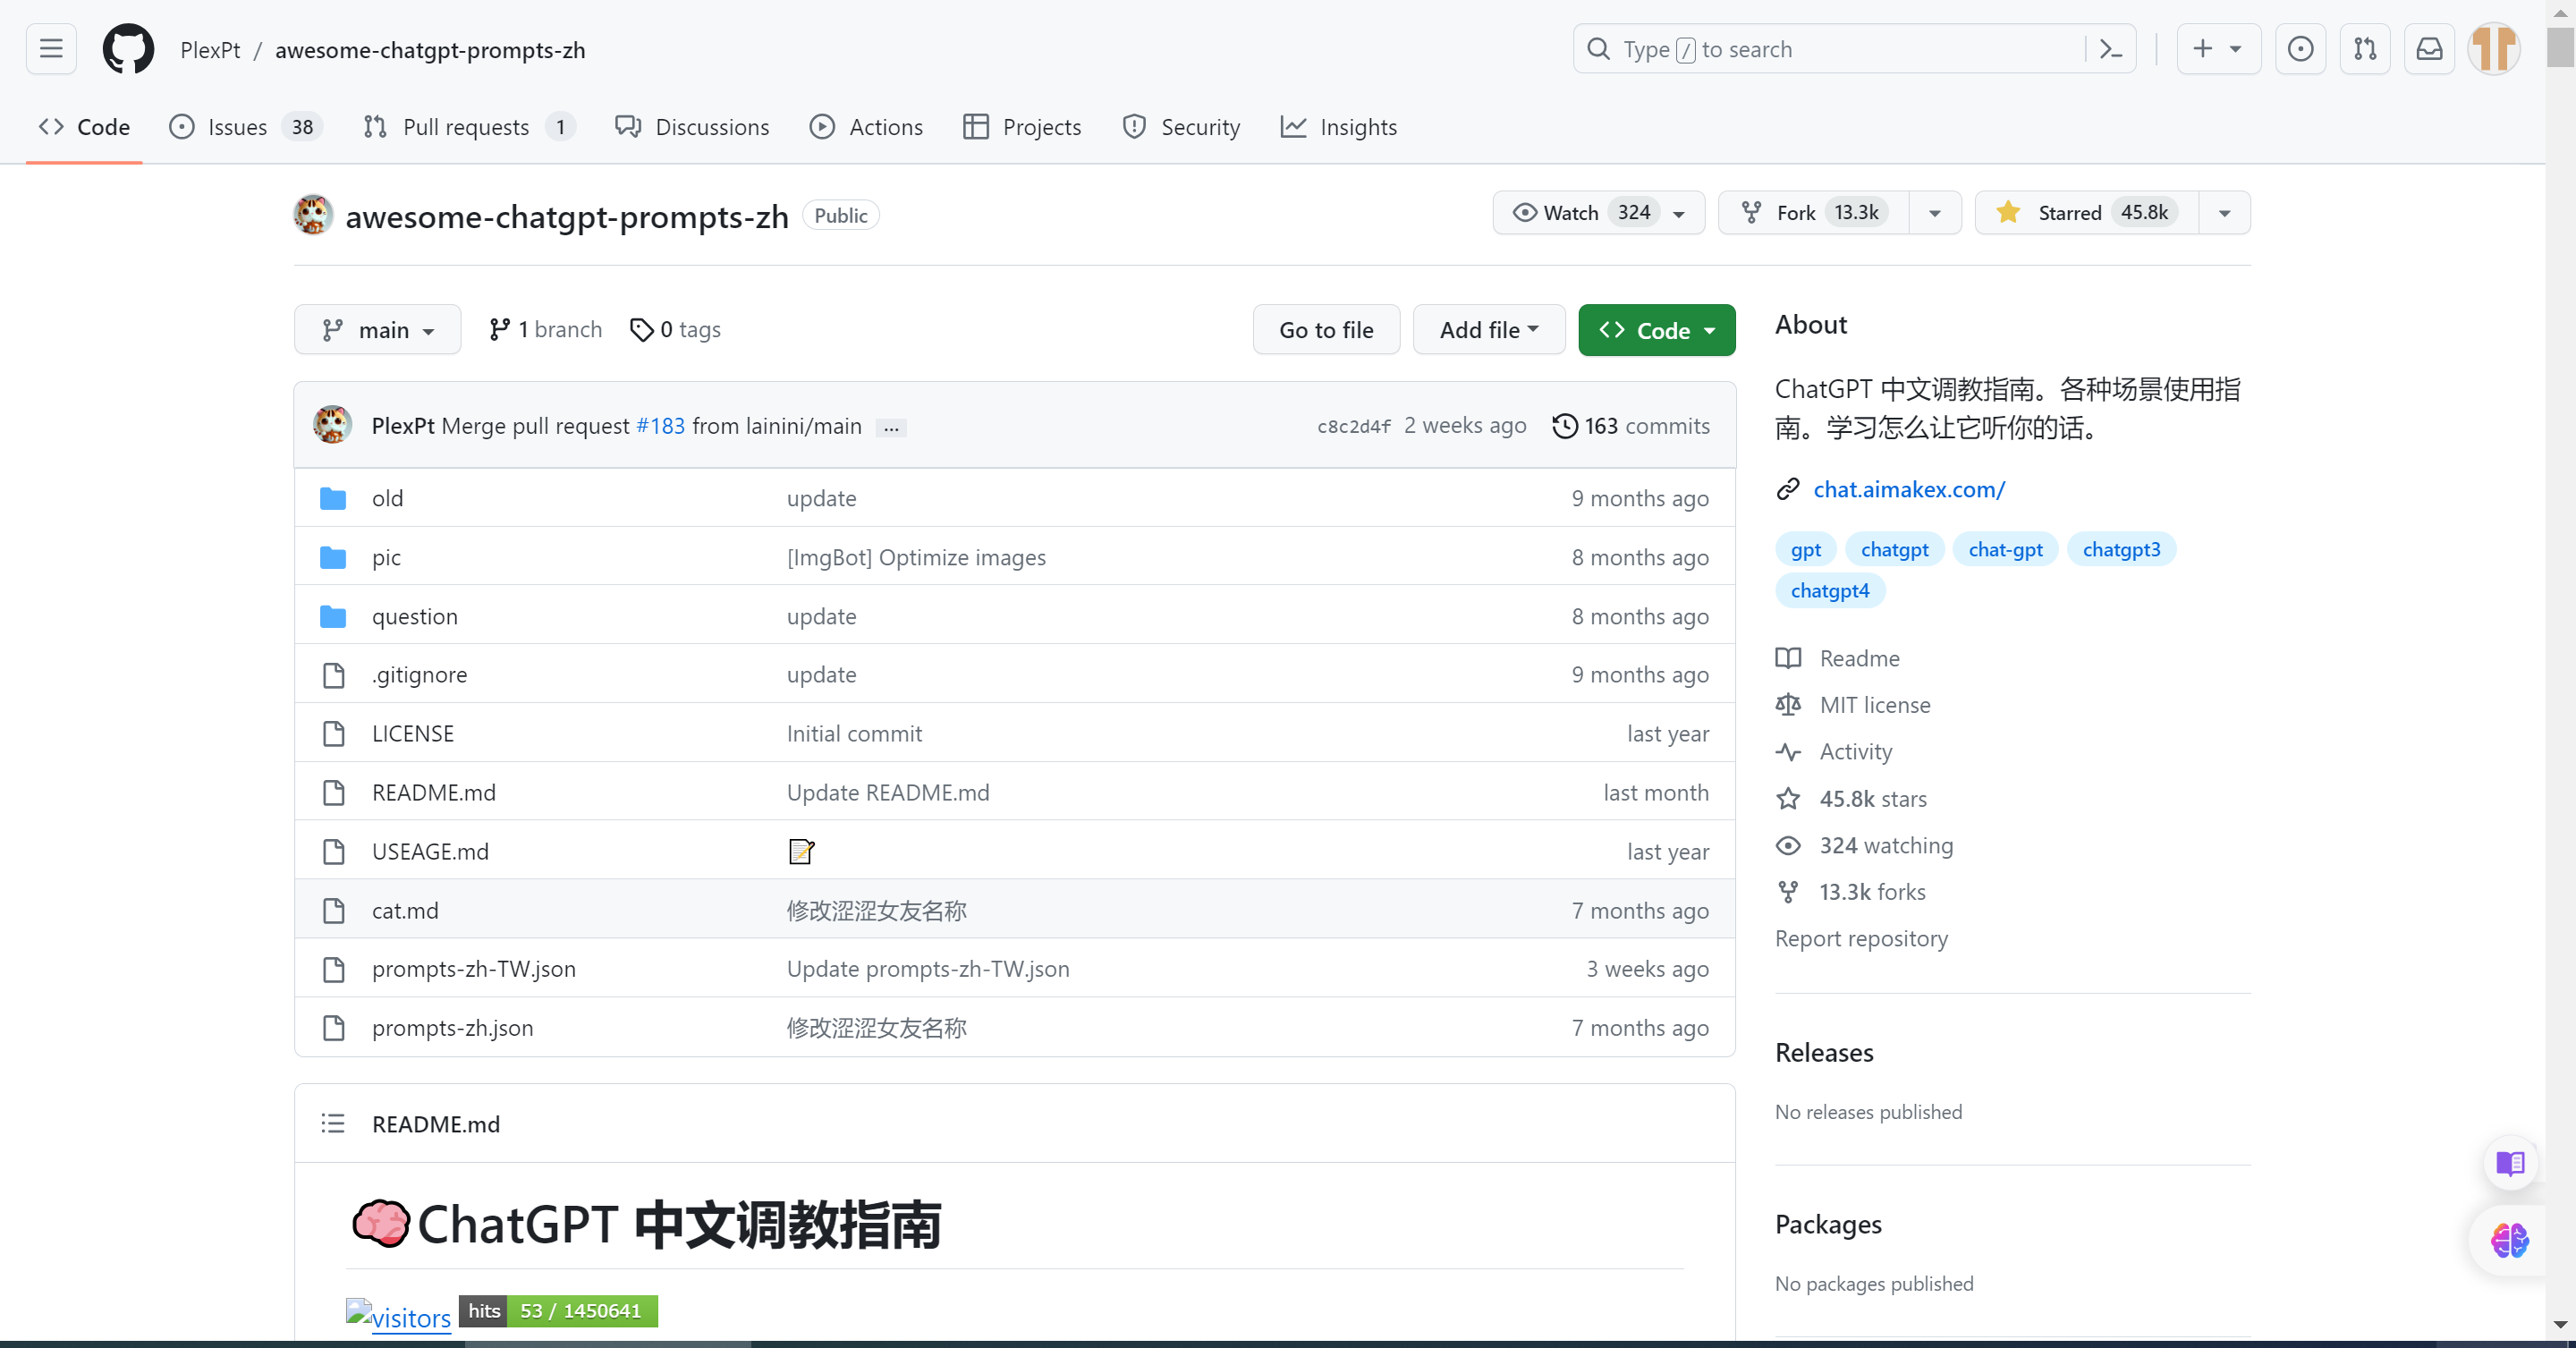 PlexPt / awesome-chatgpt-prompts-zh
Type / to search
Code
Issues 38
Pull requests 1
Discussions
Actions
Projects
Security
Insights
awesome-chatgpt-prompts-zh Public
Watch 324
Fork 13.3k
Starred 45.8k
main
1 branch
0 tags
Go to file
Add file
Code
PlexPt Merge pull request #183 from lainini/main ... c8c2d4f 2 weeks ago 163 commits
old update 9 months ago
pic [ImgBot] Optimize images 8 months ago
question update 8 months ago
.gitignore update 9 months ago
LICENSE Initial commit last year
README.md Update README.md last month
USEAGE.md 📝 last year
cat.md 修改涩涩女友名称 7 months ago
prompts-zh-TW.json Update prompts-zh-TW.json 3 weeks ago
prompts-zh.json 修改涩涩女友名称 7 months ago
README.md
🧠ChatGPT 中文调教指南
visitors hits 53 / 1450641
About
ChatGPT 中文调教指南。各种场景使用指
南。学习怎么让它听你的话。
chat.aimakex.com/
gpt chatgpt chat-gpt chatgpt3
chatgpt4
Readme
MIT license
Activity
45.8k stars
324 watching
13.3k forks
Report repository
Releases
No releases published
Packages
No packages published